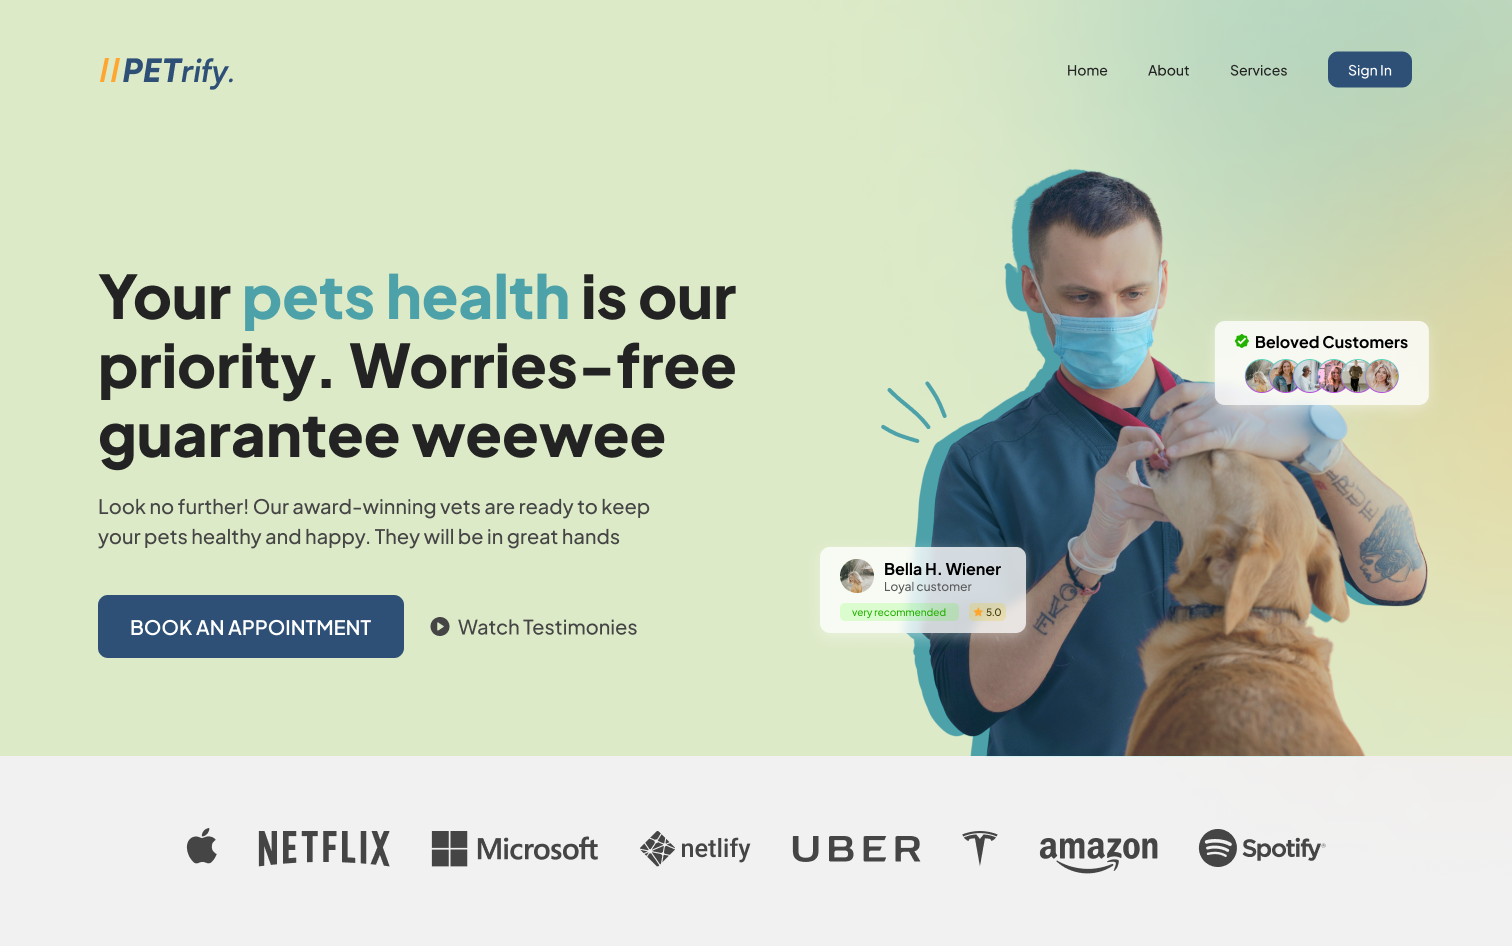 //PETrify.
Home About Services Sign In
Your pets health is our
priority. Worries-free
guarantee weewee
Look no further! Our award-winning vets are ready to keep
your pets healthy and happy. They will be in great hands
BOOK AN APPOINTMENT
Watch Testimonies
Beloved Customers
Bella H. Wiener
Loyal customer
very recommended
5.0
NETFLIX Microsoft netlify UBER amazon Spotify®